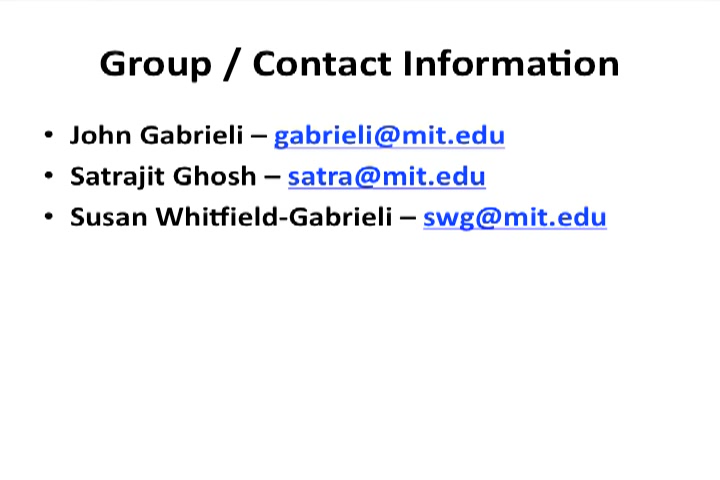 Group / Contact Information
• John Gabrieli – gabrieli@mit.edu
• Satrajit Ghosh – satra@mit.edu
• Susan Whitfield-Gabrieli – swg@mit.edu